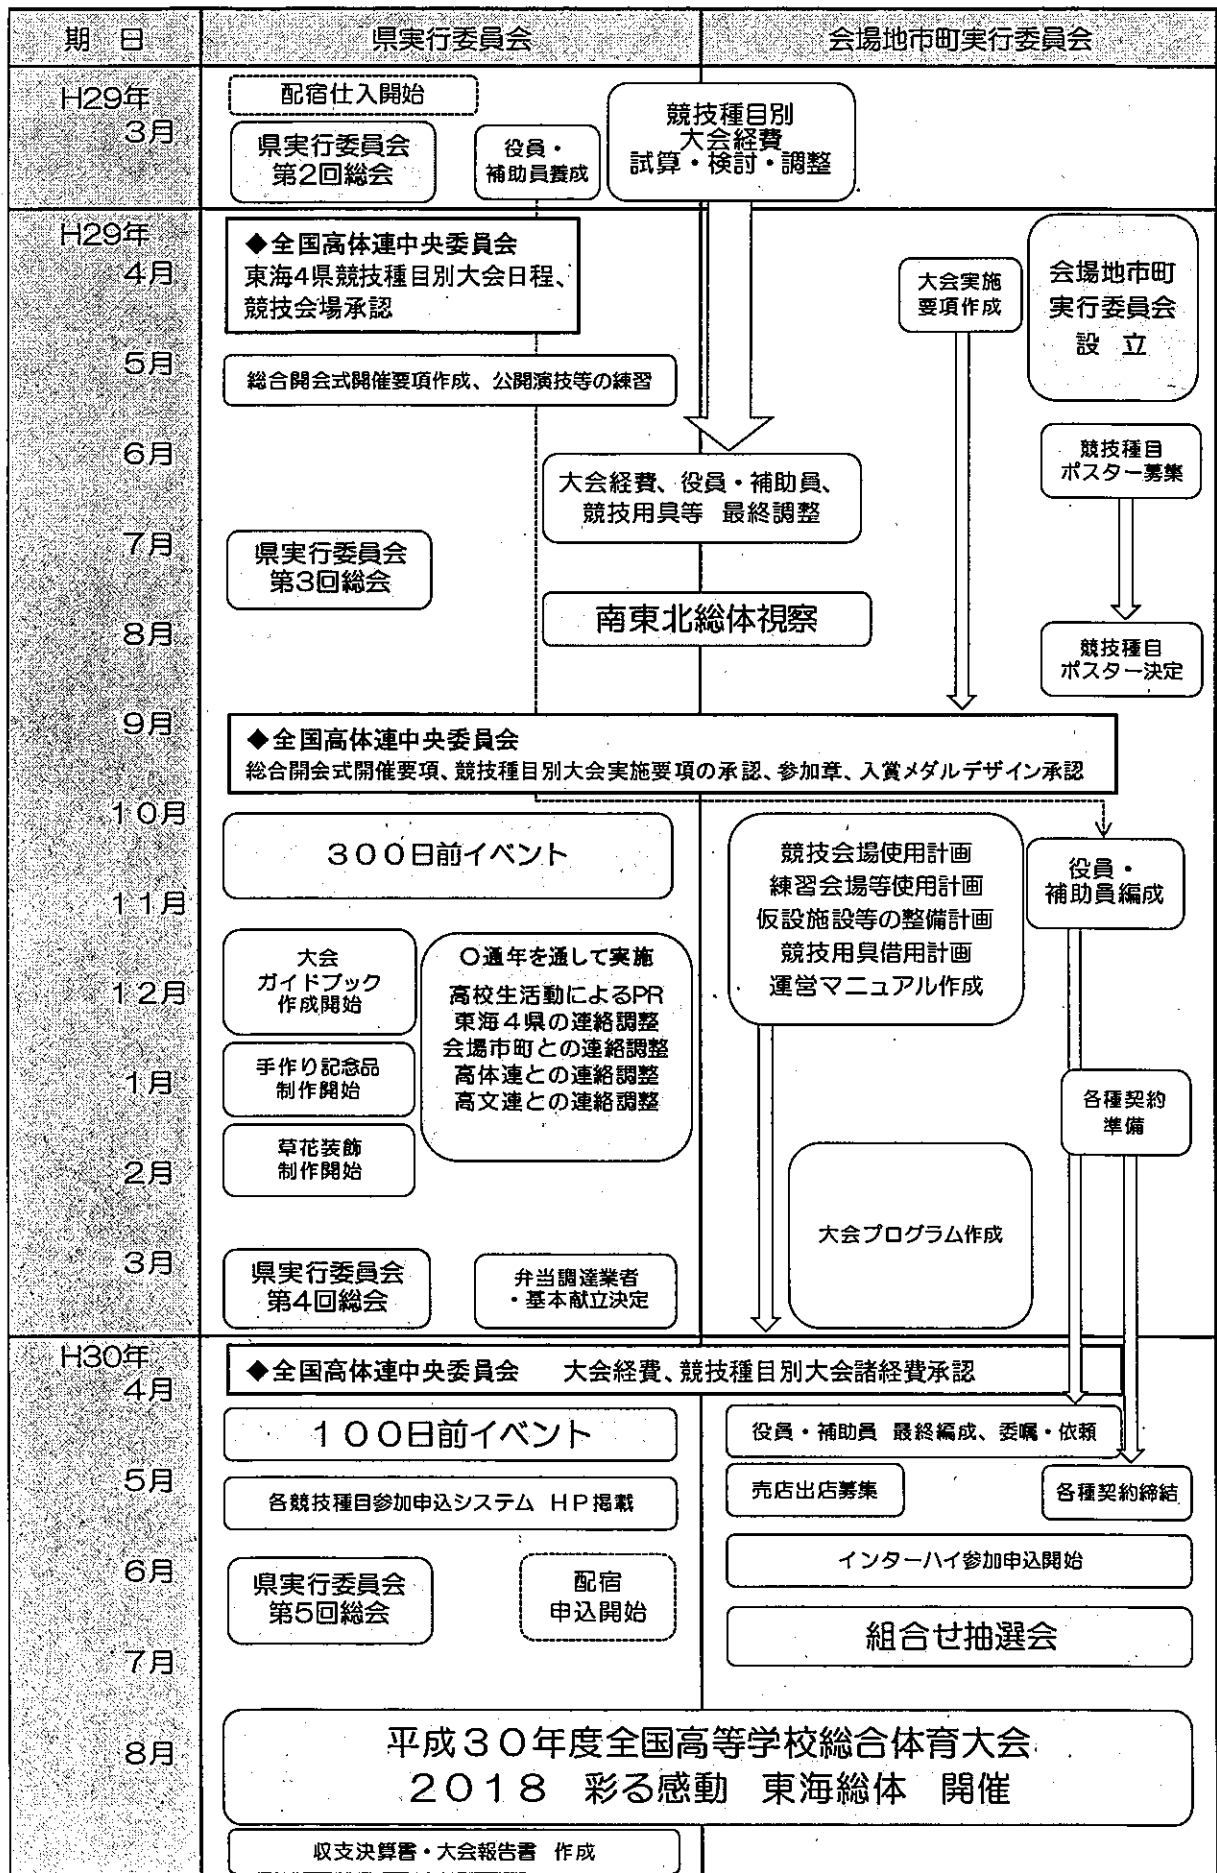 期　日
県実行委員会
会場地市町実行委員会
H29年
3月
配宿仕入開始
県実行委員会
第2回総会
役員・
補助員養成
競技種目別
大会経費
試算・検討・調整
H29年
4月
◆全国高体連中央委員会
東海4県競技種目別大会日程、
競技会場承認
大会実施
要項作成
会場地市町
実行委員会
設　立
5月
総合開会式開催要項作成、公開演技等の練習
6月
大会経費、役員・補助員、
競技用具等　最終調整
競技種目
ポスター募集
7月
県実行委員会
第3回総会
8月
南東北総体視察
競技種目
ポスター決定
9月
◆全国高体連中央委員会
総合開会式開催要項、競技種目別大会実施要項の承認、参加章、入賞メダルデザイン承認
10月
300日前イベント
競技会場使用計画
練習会場等使用計画
仮設施設等の整備計画
競技用具借用計画
運営マニュアル作成
役員・
補助員編成
11月
12月
大会
ガイドブック
作成開始
〇通年を通して実施
高校生活動によるPR
東海4県の連絡調整
会場市町との連絡調整
高体連との連絡調整
高文連との連絡調整
1月
手作り記念品
制作開始
各種契約
準備
2月
草花装飾
制作開始
大会プログラム作成
3月
県実行委員会
第4回総会
弁当調達業者
・基本献立決定
H30年
4月
◆全国高体連中央委員会　　大会経費、競技種目別大会諸経費承認
100日前イベント
役員・補助員　最終編成、委嘱・依頼
5月
各競技種目参加申込システム　HP掲載
売店出店募集
各種契約締結
6月
県実行委員会
第5回総会
配宿
申込開始
インターハイ参加申込開始
組合せ抽選会
7月
8月
平成30年度全国高等学校総合体育大会
2018　彩る感動　東海総体　開催
収支決算書・大会報告書　作成